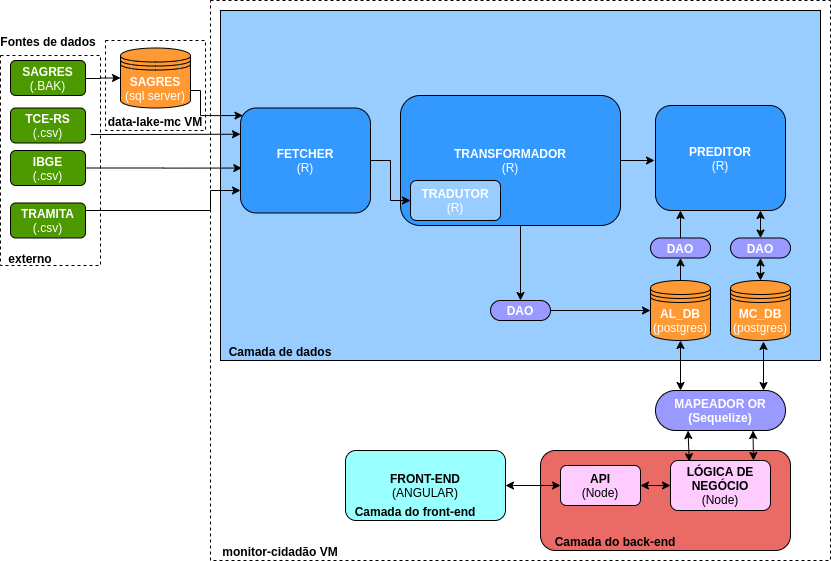 Fontes de dados
SAGRES
(.BAK)
TCE-RS
(.csv)
IBGE
(.csv)
TRAMITA
(.csv)
externo
SAGRES
(sql server)
data-lake-mc VM
FETCHER
(R)
TRANSFORMADOR
(R)
TRADUTOR
(R)
PREDITOR
(R)
DAO
DAO
DAO
AL_DB
(postgres)
MC_DB
(postgres)
Camada de dados
MAPEADOR OR
(Sequelize)
FRONT-END
(ANGULAR)
Camada do front-end
API
(Node)
LÓGICA DE
NEGÓCIO
(Node)
Camada do back-end
monitor-cidadão VM